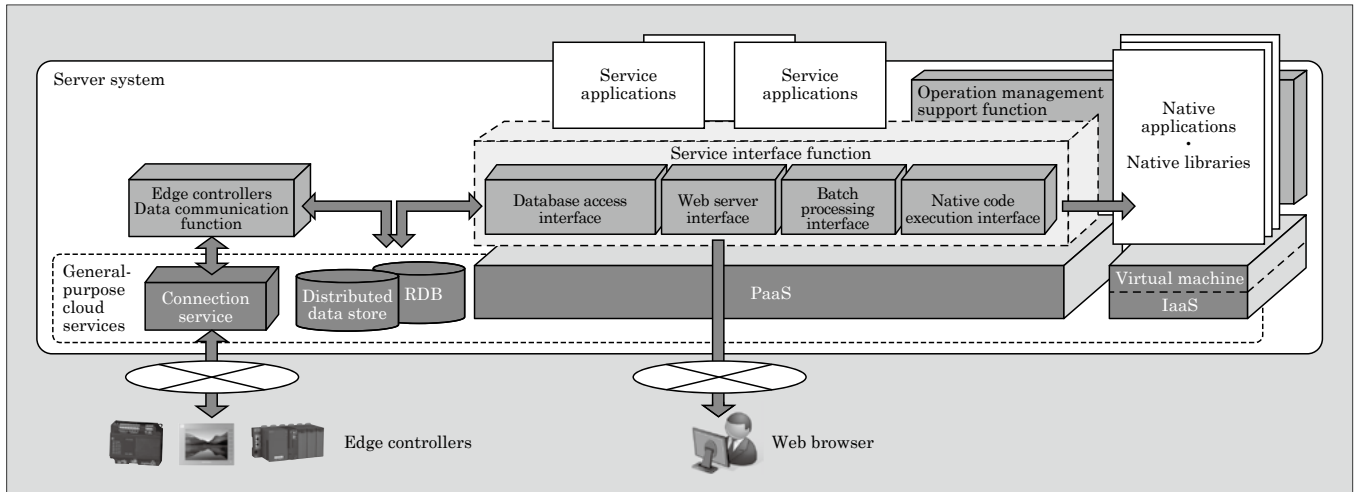 Server system
Service
applications
Service
applications
Operation management
support function
Native
applications
・
Native libraries
Service interface function
Edge controllers
Data communication
function
Database access
interface
Web server
interface
Batch
processing
interface
Native code
execution interface
General-
purpose
cloud
services
Connection
service
Distributed
data store
RDB
PaaS
Virtual machine
IaaS
Edge controllers
Web browser